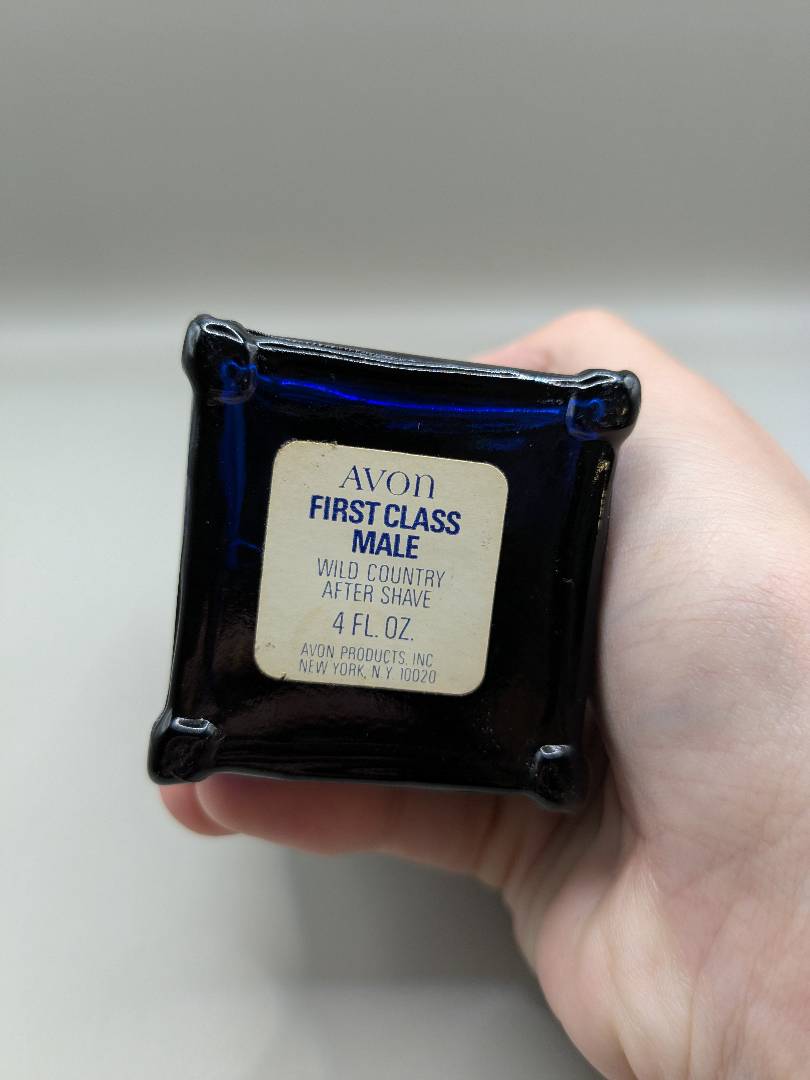 AVON
FIRST CLASS
MALE
WILD COUNTRY
AFTER SHAVE
4 FL. OZ.
AVON PRODUCTS, INC
NEW YORK, N.Y. 10020